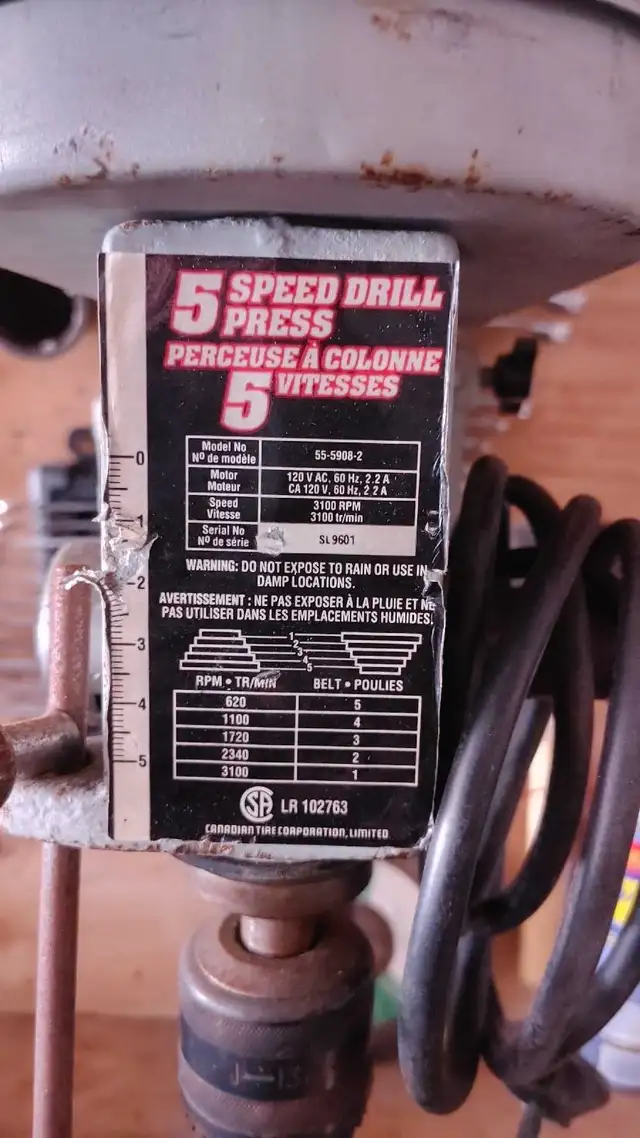 5 SPEED DRILL
PRESS
PERCEUSE À COLONNE
5 VITESSES
Model No
Nº de modèle
55-5908-2
Motor
Moteur
120 V AC, 60 Hz, 2.2 A
CA 120 V, 60 Hz, 2 2 A
Speed
Vitesse
3100 RPM
3100 tr/min
Serial No
Nº de série
9601
WARNING: DO NOT EXPOSE TO RAIN OR USE IN
DAMP LOCATIONS.
AVERTISSEMENT : NE PAS EXPOSER À LA PLUIE ET NE
PAS UTILISER DANS LES EMPLACEMENTS HUMIDES
1
2
3
4
5
RPM • TR/MIN BELT • POULIES
620 5
1100 4
1720 3
2340 2
3100 1
SA LR 102763
CANADIAN TIRE CORPORATION, LIMITED
0
1
2
3
4
5